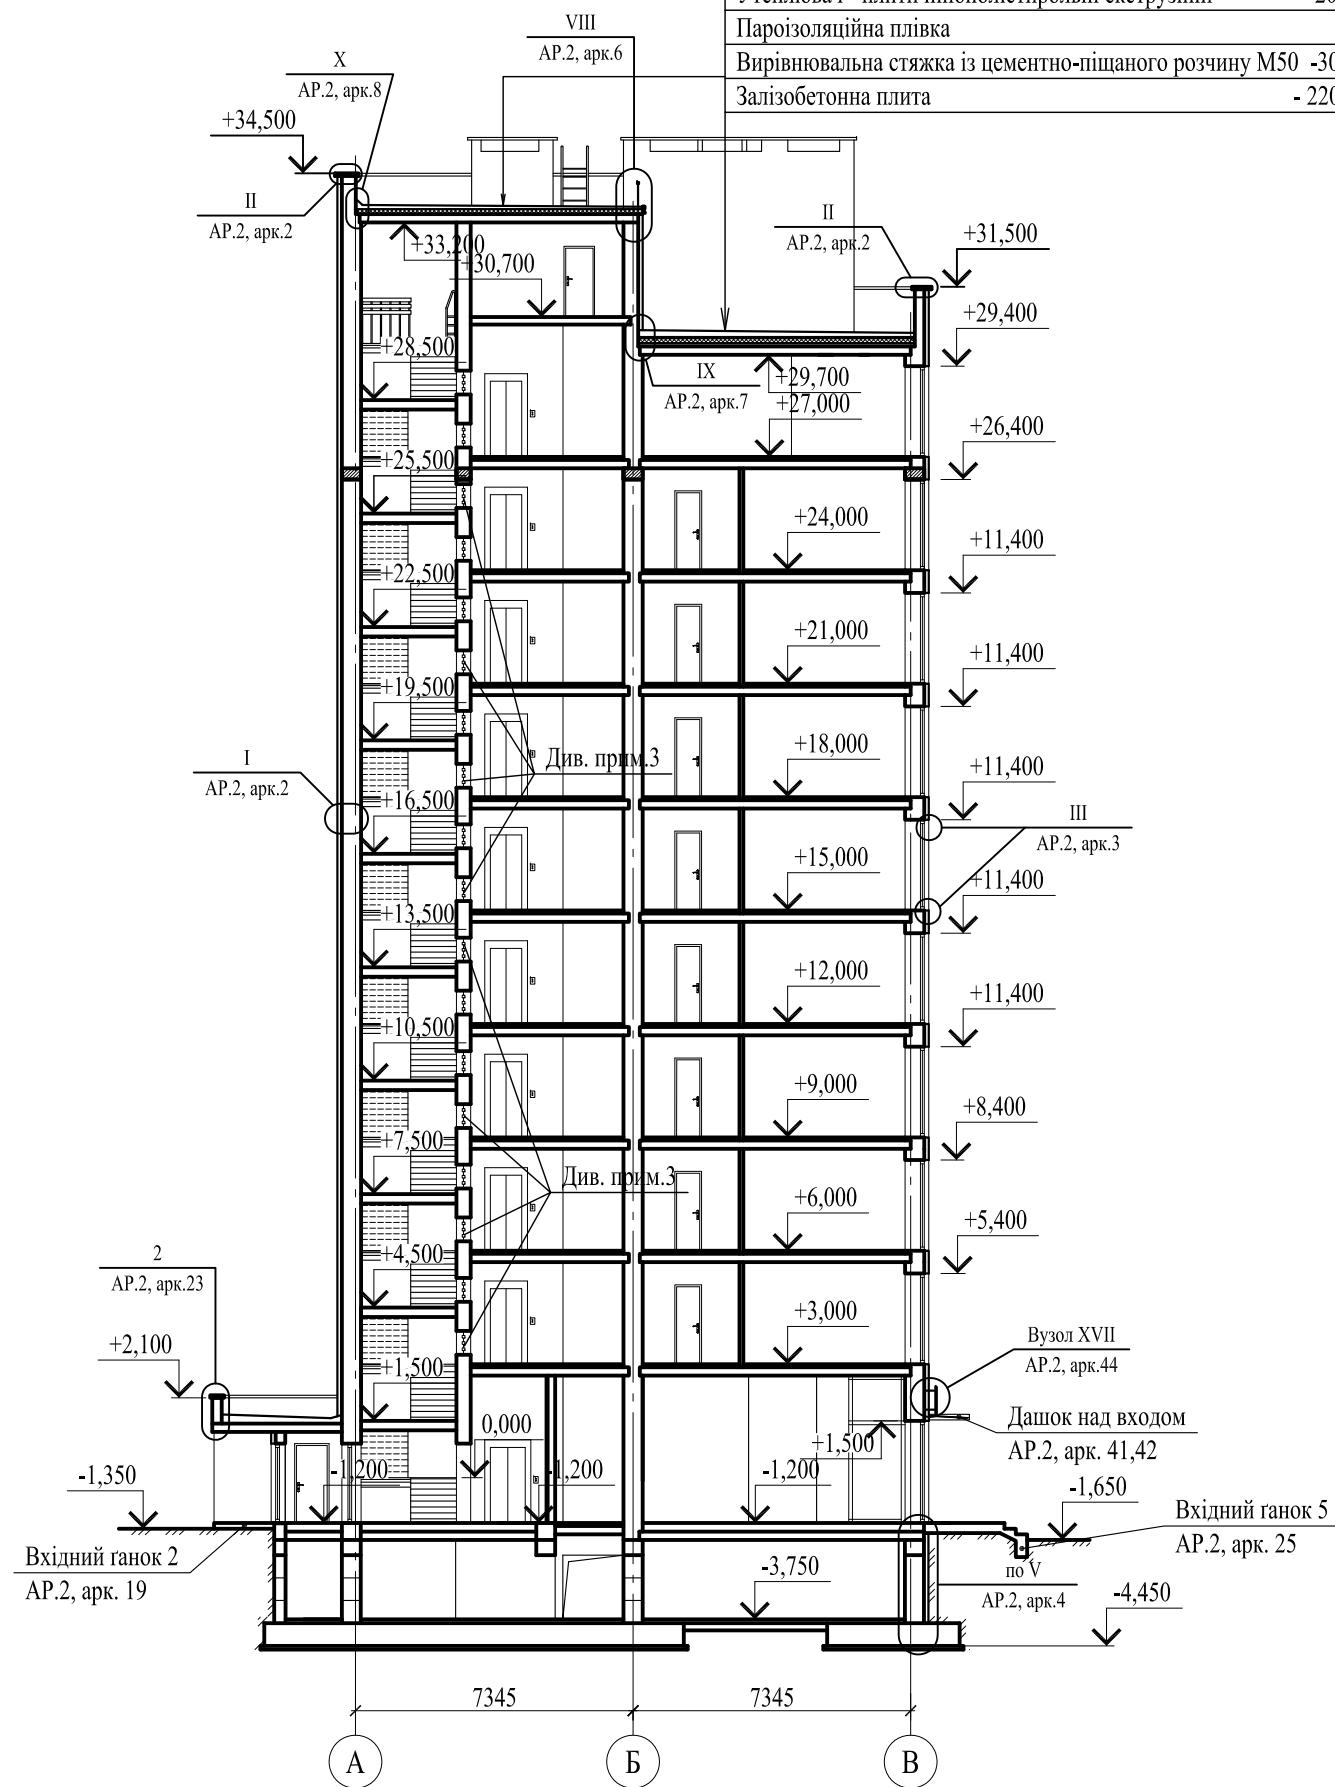 Утеплювач - плити пінополістирольні екструзний
Пароізоляційна плівка
Вирівнювальна стяжка із цементно-піщаного розчину М50 -30
Залізобетонна плита - 220
VIII
АР.2, арк.6
X
АР.2, арк.8
+34,500
II
АР.2, арк.2
II
АР.2, арк.2
+31,500
+33,200
+30,700
+29,400
+28,500
IX
АР.2, арк.7
+29,700
+27,000
+26,400
+25,500
+24,000
+11,400
+22,500
+21,000
+11,400
+19,500
+18,000
+11,400
I
АР.2, арк.2
Див. прим.3
+16,500
III
АР.2, арк.3
+15,000
+11,400
+13,500
+12,000
+11,400
+10,500
+9,000
+8,400
+7,500
Див. прим.3
+6,000
+5,400
2
АР.2, арк.23
+4,500
+3,000
+2,100
Вузол XVII
АР.2, арк.44
+1,500
Дашок над входом
АР.2, арк. 41,42
0,000
+1,500
-1,350
-1,200
-1,200
-1,200
-1,650
Вхідний ґанок 5
АР.2, арк. 25
Вхідний ґанок 2
АР.2, арк. 19
-3,750
по V
АР.2, арк.4
-4,450
7345
7345
А
Б
В